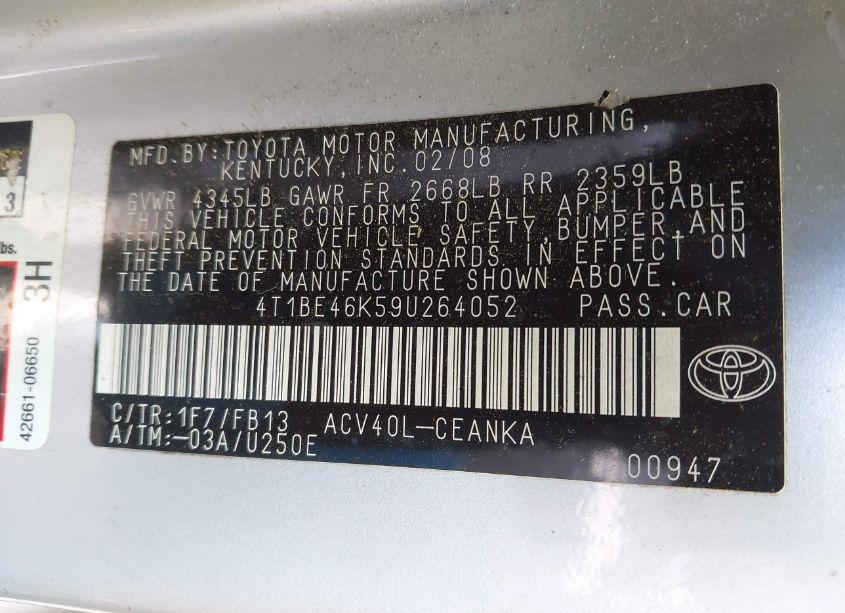 MFD.BY:TOYOTA MOTOR MANUFACTURING,
KENTUCKY,INC.02/08
GVWR 4345LB GAWR FR 2668LB RR 2359LB
THIS VEHICLE CONFORMS TO ALL APPLICABLE
FEDERAL MOTOR VEHICLE SAFETY,BUMPER,AND
THEFT PREVENTION STANDARDS IN EFFECT ON
THE DATE OF MANUFACTURE SHOWN ABOVE.
4T1BE46K59U264052 PASS.CAR
C/TR:1F7/FB13 ACV40L-CEANKA
A/TM:-03A/U250E
00947
3
lbs.
3H
42661-06650